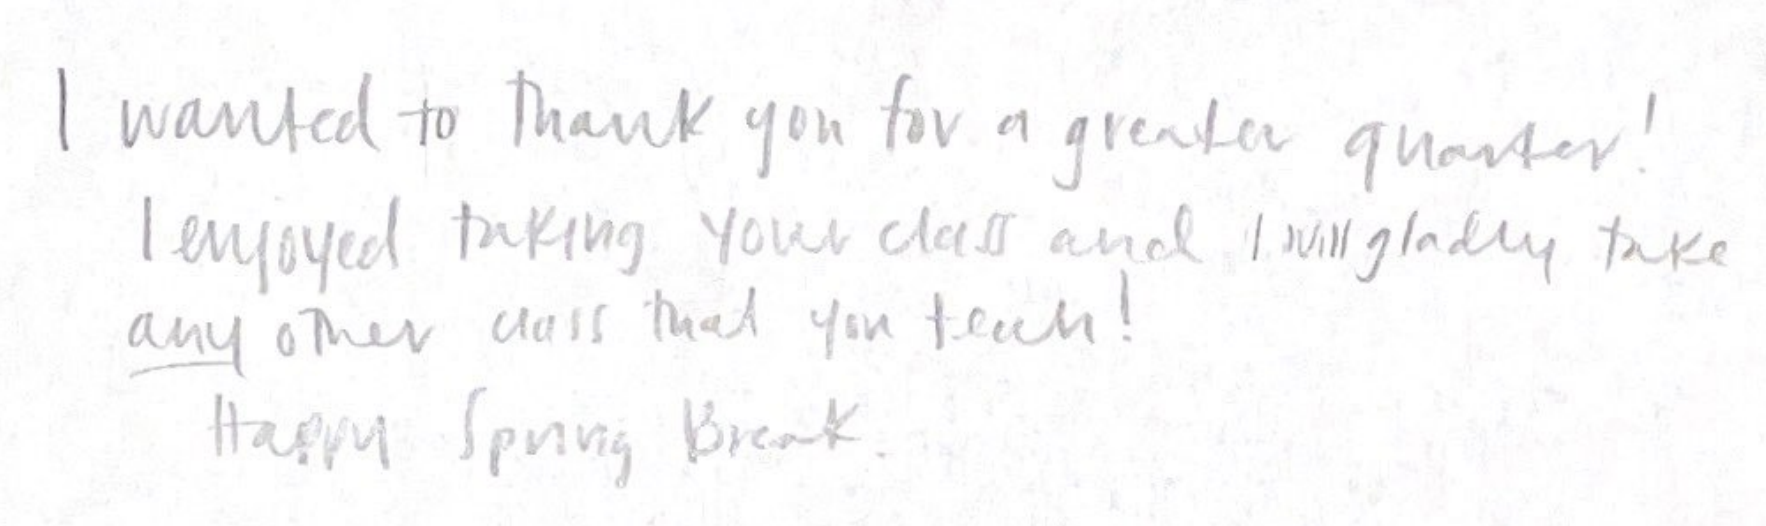 I wanted to thank you for a greater quarter!
I enjoyed taking your class and I will gladly take
any other class that you teach!
Happy Spring Break.